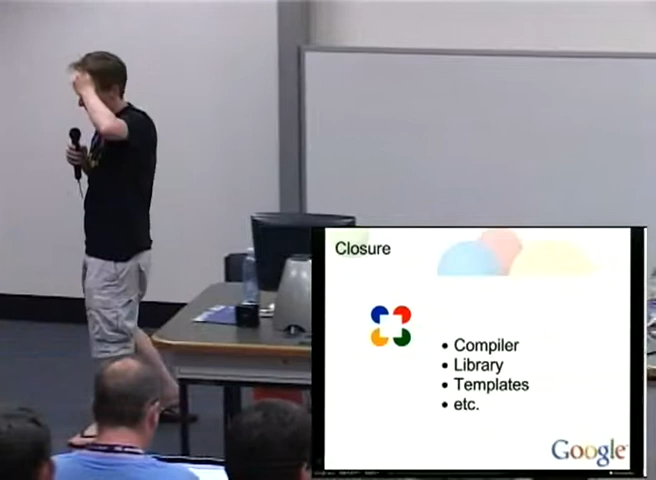 Closure
• Compiler
• Library
• Templates
• etc.
Google